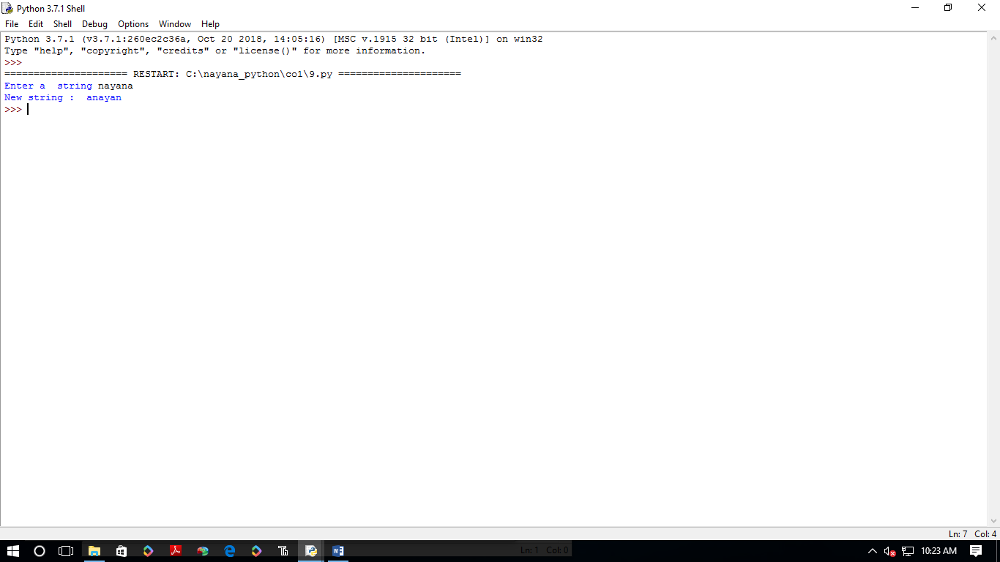 Python 3.7.1 Shell
File Edit Shell Debug Options Window Help
Python 3.7.1 (v3.7.1:260ec2c36a, Oct 20 2018, 14:05:16) [MSC v.1915 32 bit (Intel)] on win32
Type "help", "copyright", "credits" or "license()" for more information.
>>>
===================== RESTART: C:\nayana_python\co1\9.py =====================
Enter a  string nayana
New string :  anayan
>>>
Ln: 7 Col: 4
Ln: 1 Col: 0
10:23 AM